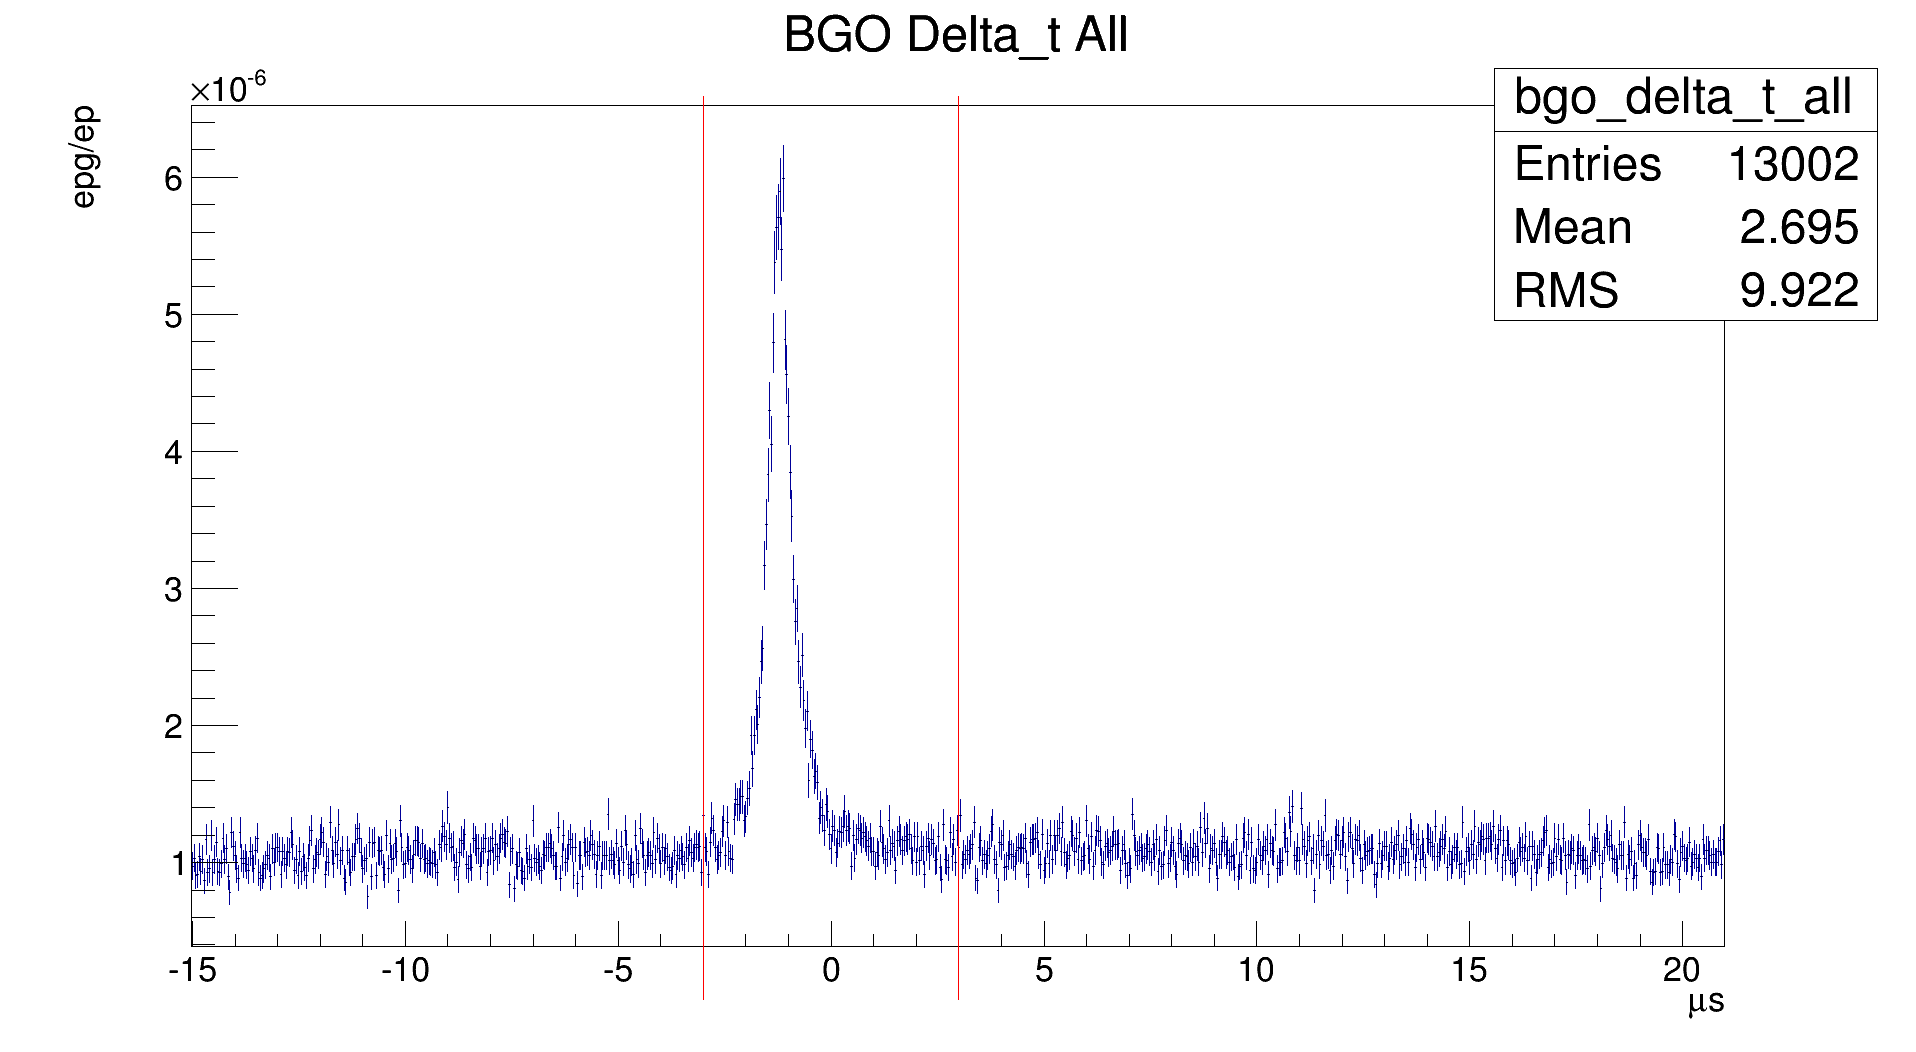 BGO Delta_t All
×10-6
epg/ep
bgo_delta_t_all
Entries 13002
Mean 2.695
RMS 9.922
6
5
4
3
2
1
-15 -10 -5 0 5 10 15 20
μs